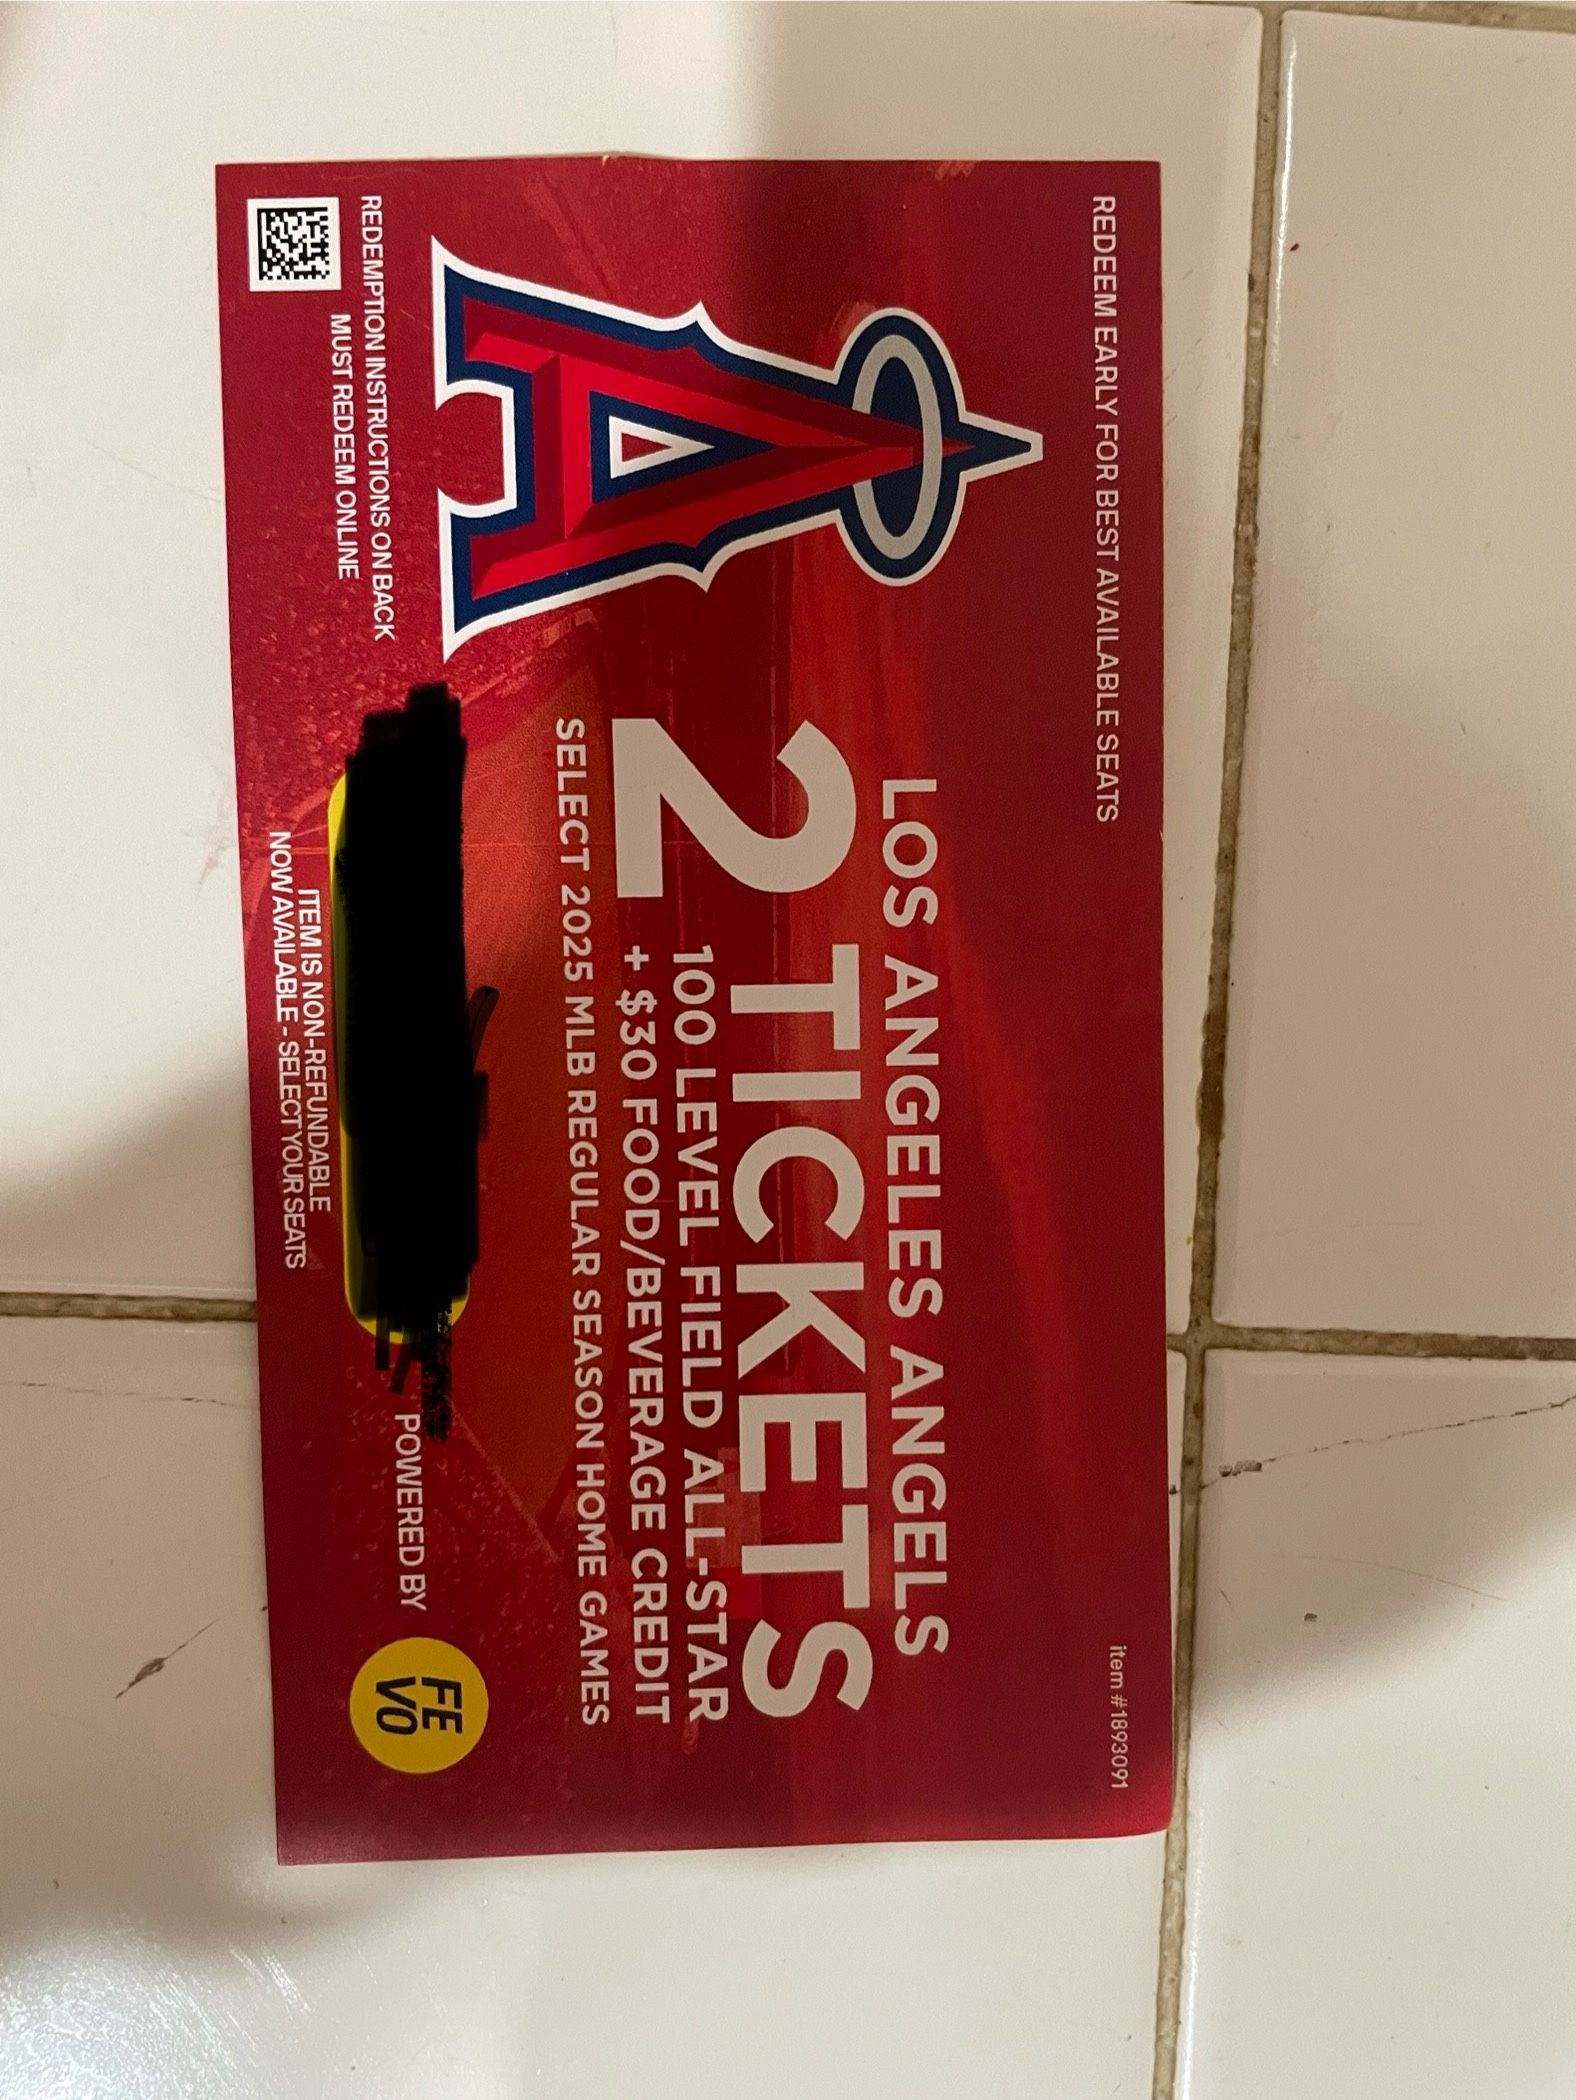 REDEEM EARLY FOR BEST AVAILABLE SEATS
item #1893091
LOS ANGELES ANGELS
2 TICKETS
100 LEVEL FIELD ALL-STAR
+ $30 FOOD/BEVERAGE CREDIT
SELECT 2025 MLB REGULAR SEASON HOME GAMES
A
REDEMPTION INSTRUCTIONS ON BACK
MUST REDEEM ONLINE
POWERED BY
FE
VO
ITEM IS NON-REFUNDABLE
NOW AVAILABLE - SELECT YOUR SEATS